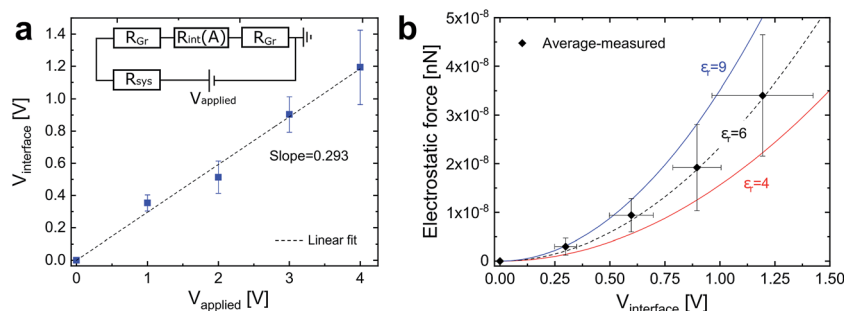 a
R_Gr R_int(A) R_Gr
R_sys
V_applied
V_interface [V]
1.4
1.2
1.0
0.8
0.6
0.4
0.2
0.0
Slope=0.293
Linear fit
0 1 2 3 4
V_applied [V]
b
Average-measured
Electrostatic force [nN]
5x10⁻⁸
4x10⁻⁸
3x10⁻⁸
2x10⁻⁸
1x10⁻⁸
0
ε_r=9
ε_r=6
ε_r=4
0.00 0.25 0.50 0.75 1.00 1.25 1.50
V_interface [V]